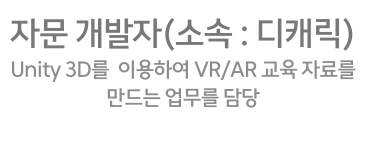 자문 개발자(소속 : 디캐릭)
Unity 3D를 이용하여 VR/AR 교육 자료를
만드는 업무를 담당